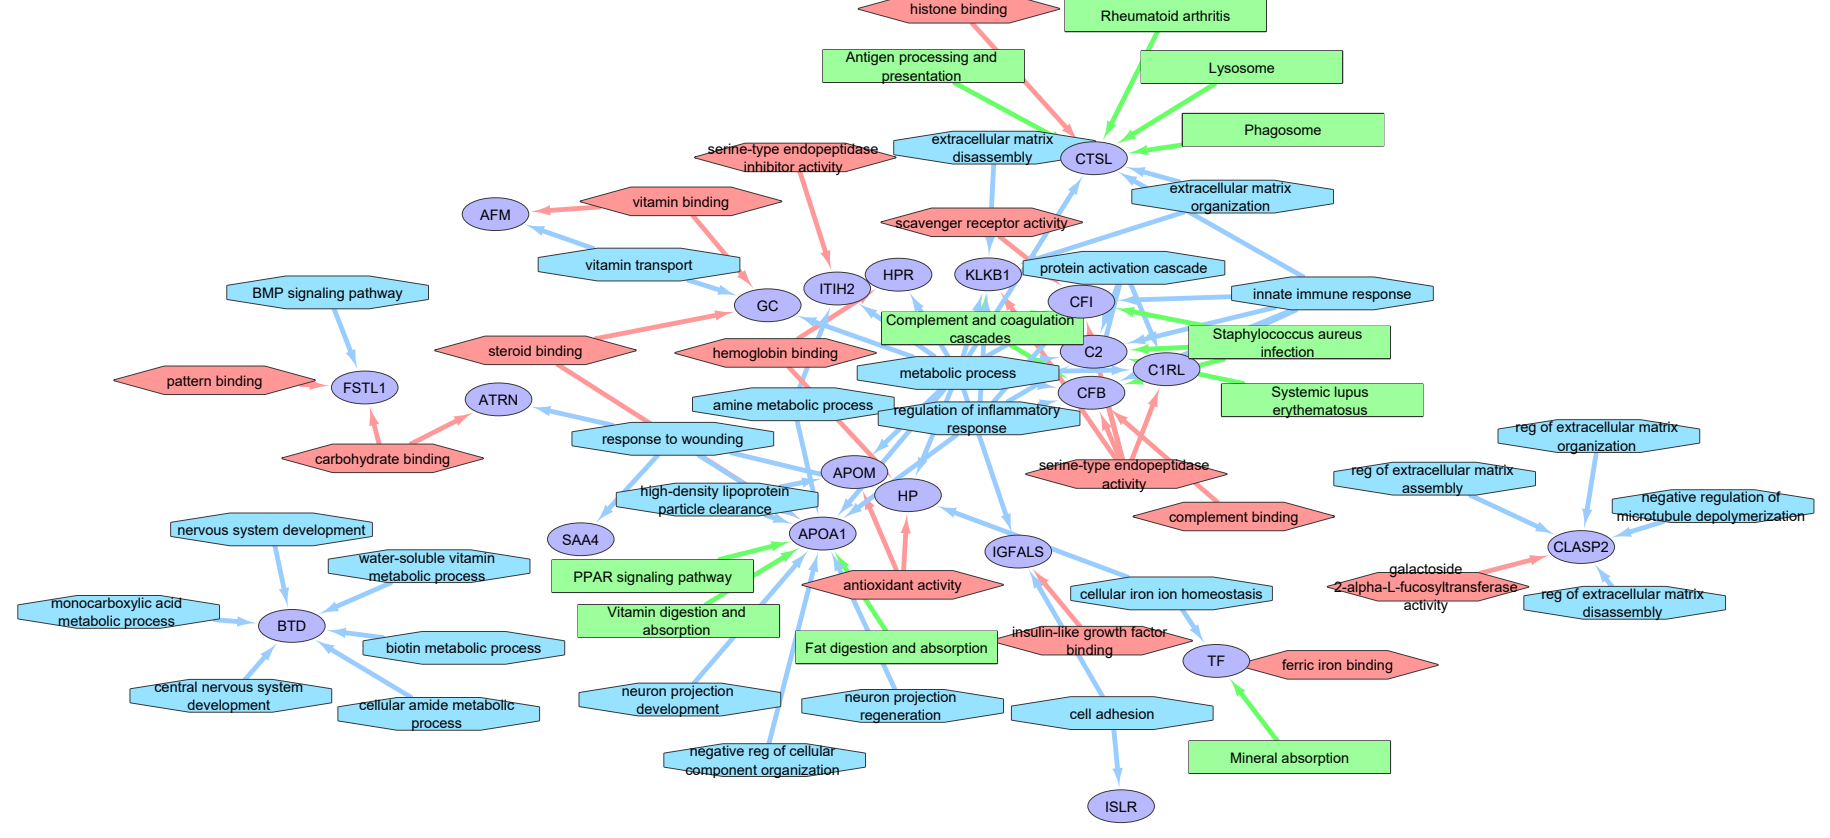 histone binding
Rheumatoid arthritis
Antigen processing and
presentation
Lysosome
Phagosome
extracellular matrix
disassembly
serine-type endopeptidase
inhibitor activity
CTSL
extracellular matrix
organization
vitamin binding
AFM
scavenger receptor activity
vitamin transport
protein activation cascade
HPR
KLKB1
ITIH2
BMP signaling pathway
innate immune response
GC
CFI
Complement and coagulation
cascades
Staphylococcus aureus
infection
steroid binding
hemoglobin binding
C2
C1RL
metabolic process
pattern binding
FSTL1
ATRN
CFB
Systemic lupus
erythematosus
amine metabolic process
regulation of inflammatory
response
response to wounding
reg of extracellular matrix
organization
carbohydrate binding
APOM
serine-type endopeptidase
activity
reg of extracellular matrix
assembly
high-density lipoprotein
particle clearance
HP
negative regulation of
microtubule depolymerization
complement binding
nervous system development
SAA4
APOA1
IGFALS
CLASP2
water-soluble vitamin
metabolic process
PPAR signaling pathway
antioxidant activity
galactoside
2-alpha-L-fucosyltransferase
activity
cellular iron ion homeostasis
reg of extracellular matrix
disassembly
monocarboxylic acid
metabolic process
Vitamin digestion and
absorption
BTD
biotin metabolic process
Fat digestion and absorption
insulin-like growth factor
binding
TF
ferric iron binding
central nervous system
development
cellular amide metabolic
process
neuron projection
development
neuron projection
regeneration
cell adhesion
negative reg of cellular
component organization
Mineral absorption
ISLR